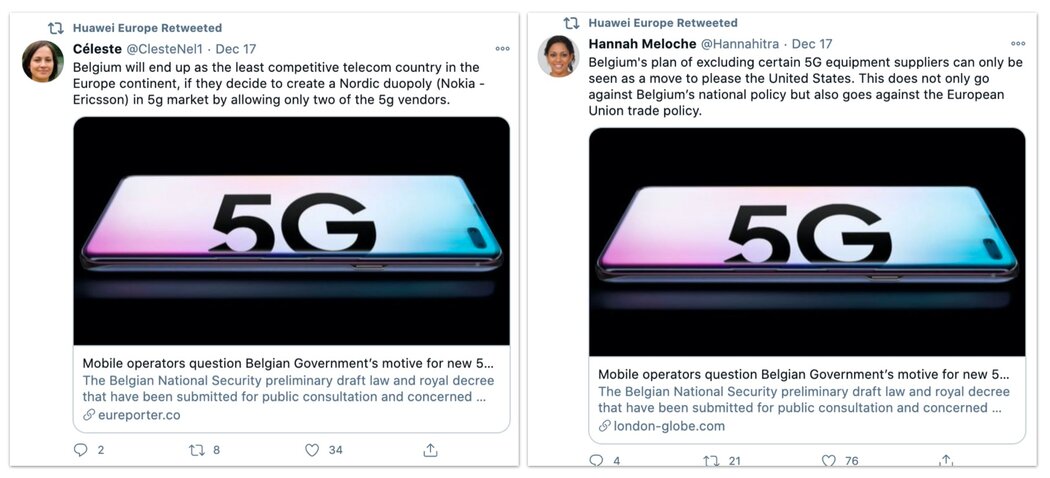 Huawei Europe Retweeted
Céleste @ClesteNel1 · Dec 17
Belgium will end up as the least competitive telecom country in the
Europe continent, if they decide to create a Nordic duopoly (Nokia -
Ericsson) in 5g market by allowing only two of the 5g vendors.
5G
Mobile operators question Belgian Government's motive for new 5...
The Belgian National Security preliminary draft law and royal decree
that have been submitted for public consultation and concerned ...
eureporter.co
2 8 34
Huawei Europe Retweeted
Hannah Meloche @Hannahitra · Dec 17
Belgium's plan of excluding certain 5G equipment suppliers can only be
seen as a move to please the United States. This does not only go
against Belgium's national policy but also goes against the European
Union trade policy.
5G
Mobile operators question Belgian Government's motive for new 5...
The Belgian National Security preliminary draft law and royal decree
that have been submitted for public consultation and concerned ...
london-globe.com
4 21 76